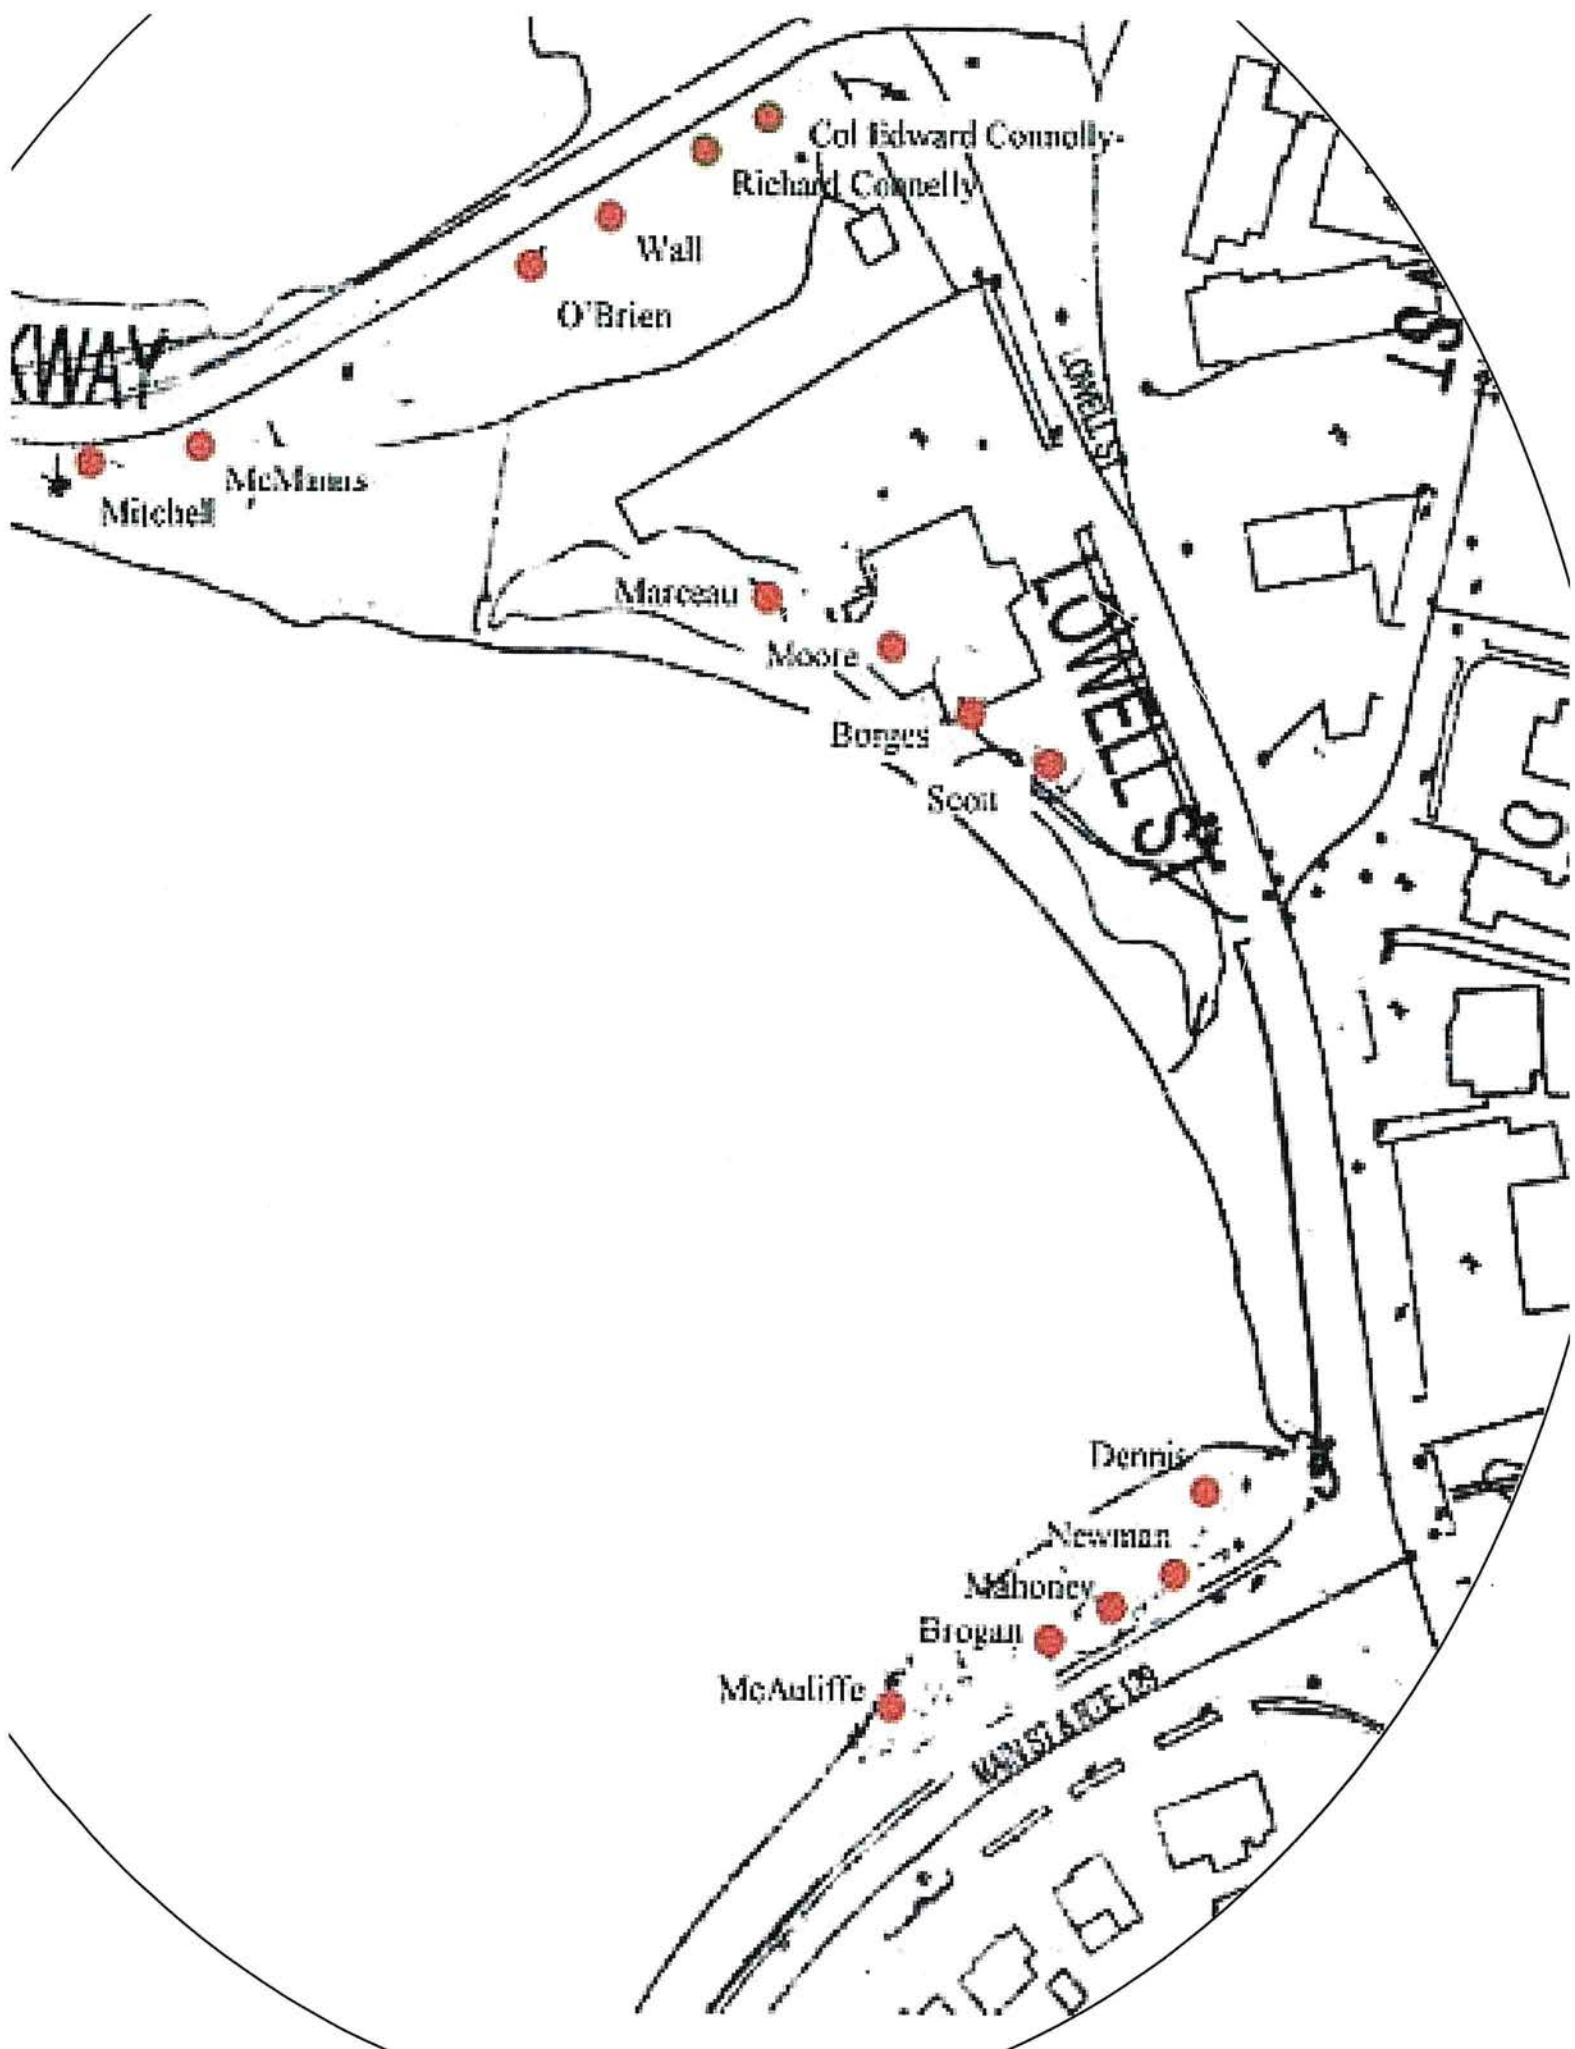 Col Edward Connolly
Richard Connelly
Wall
O'Brien
KWAY
LOWELL ST
ST
McManus
Mitchell
Marceau
Moore
LOWELL ST
Borges
Scott
Dennis
Newman
Mahoney
Brogan
McAuliffe
MAIN ST & RTE 129